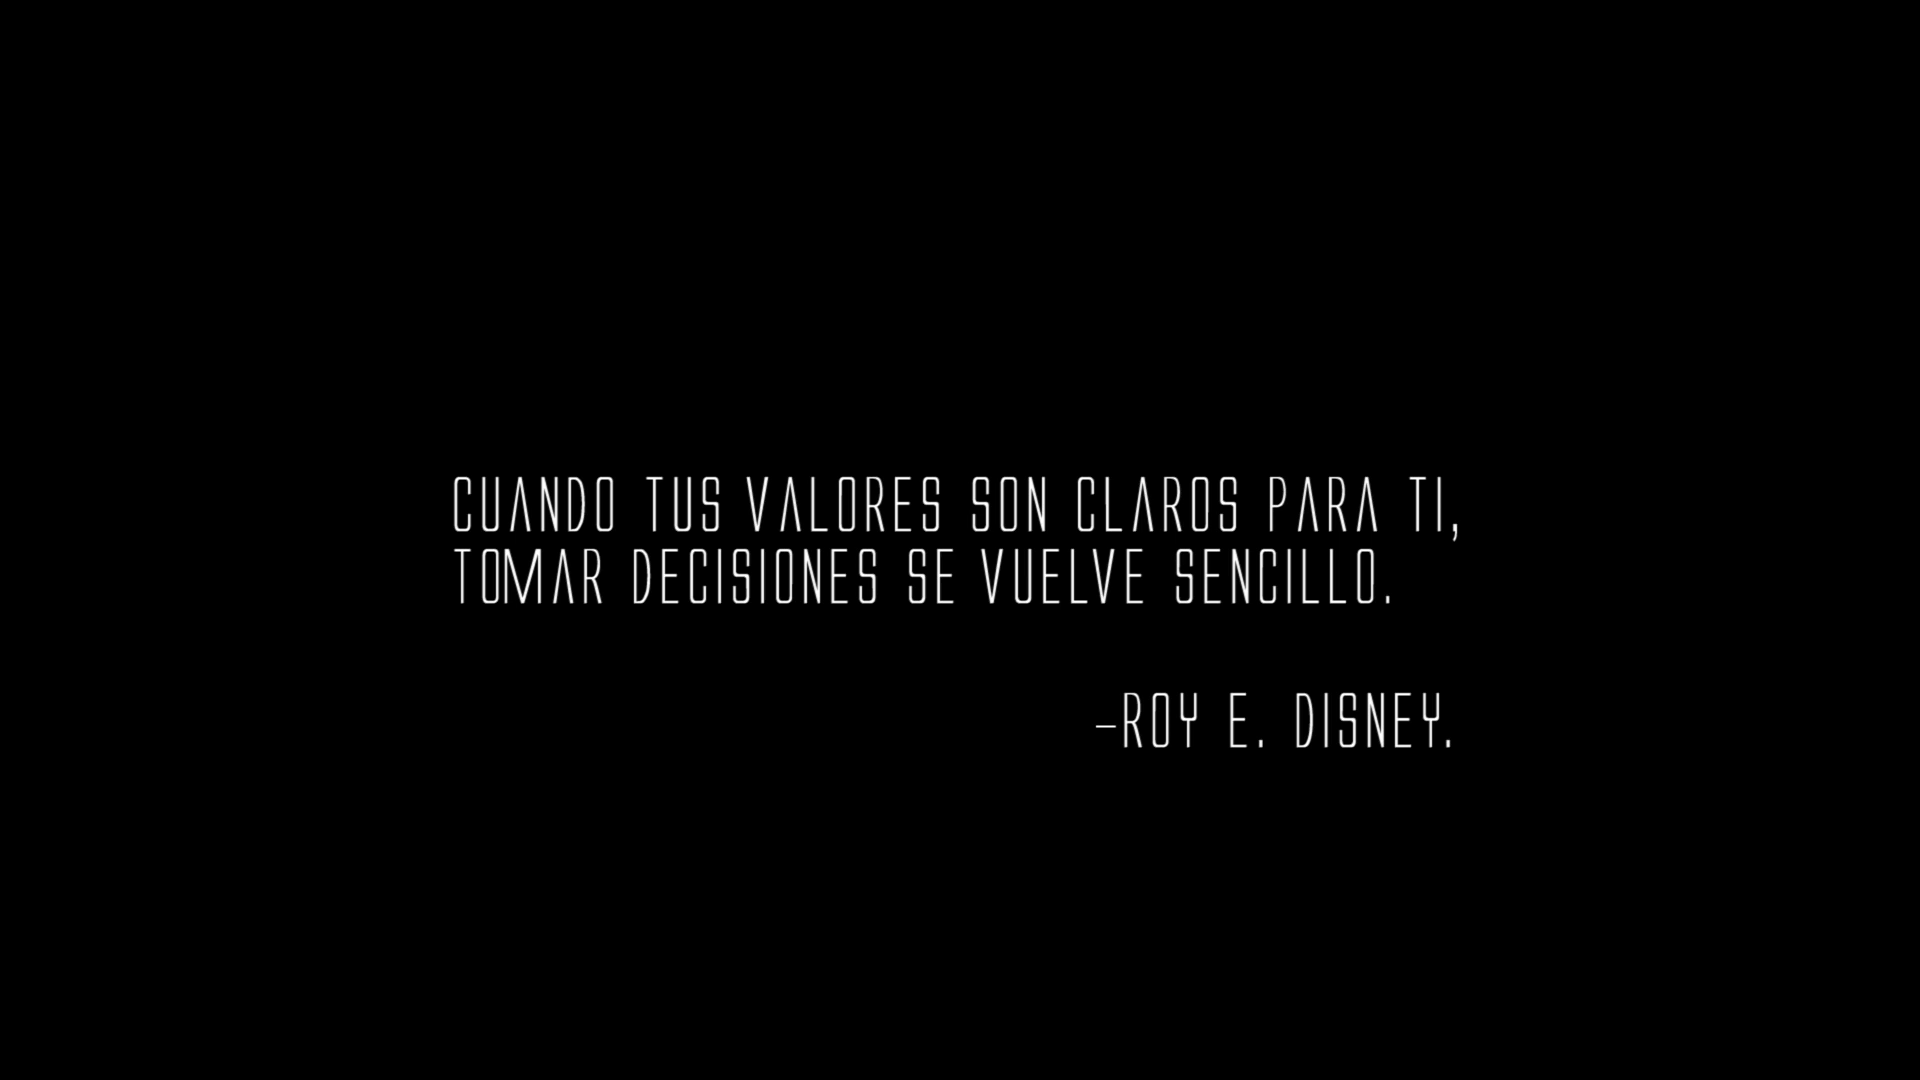 CUANDO TUS VALORES SON CLAROS PARA TI,
TOMAR DECISIONES SE VUELVE SENCILLO.
-ROY E. DISNEY.